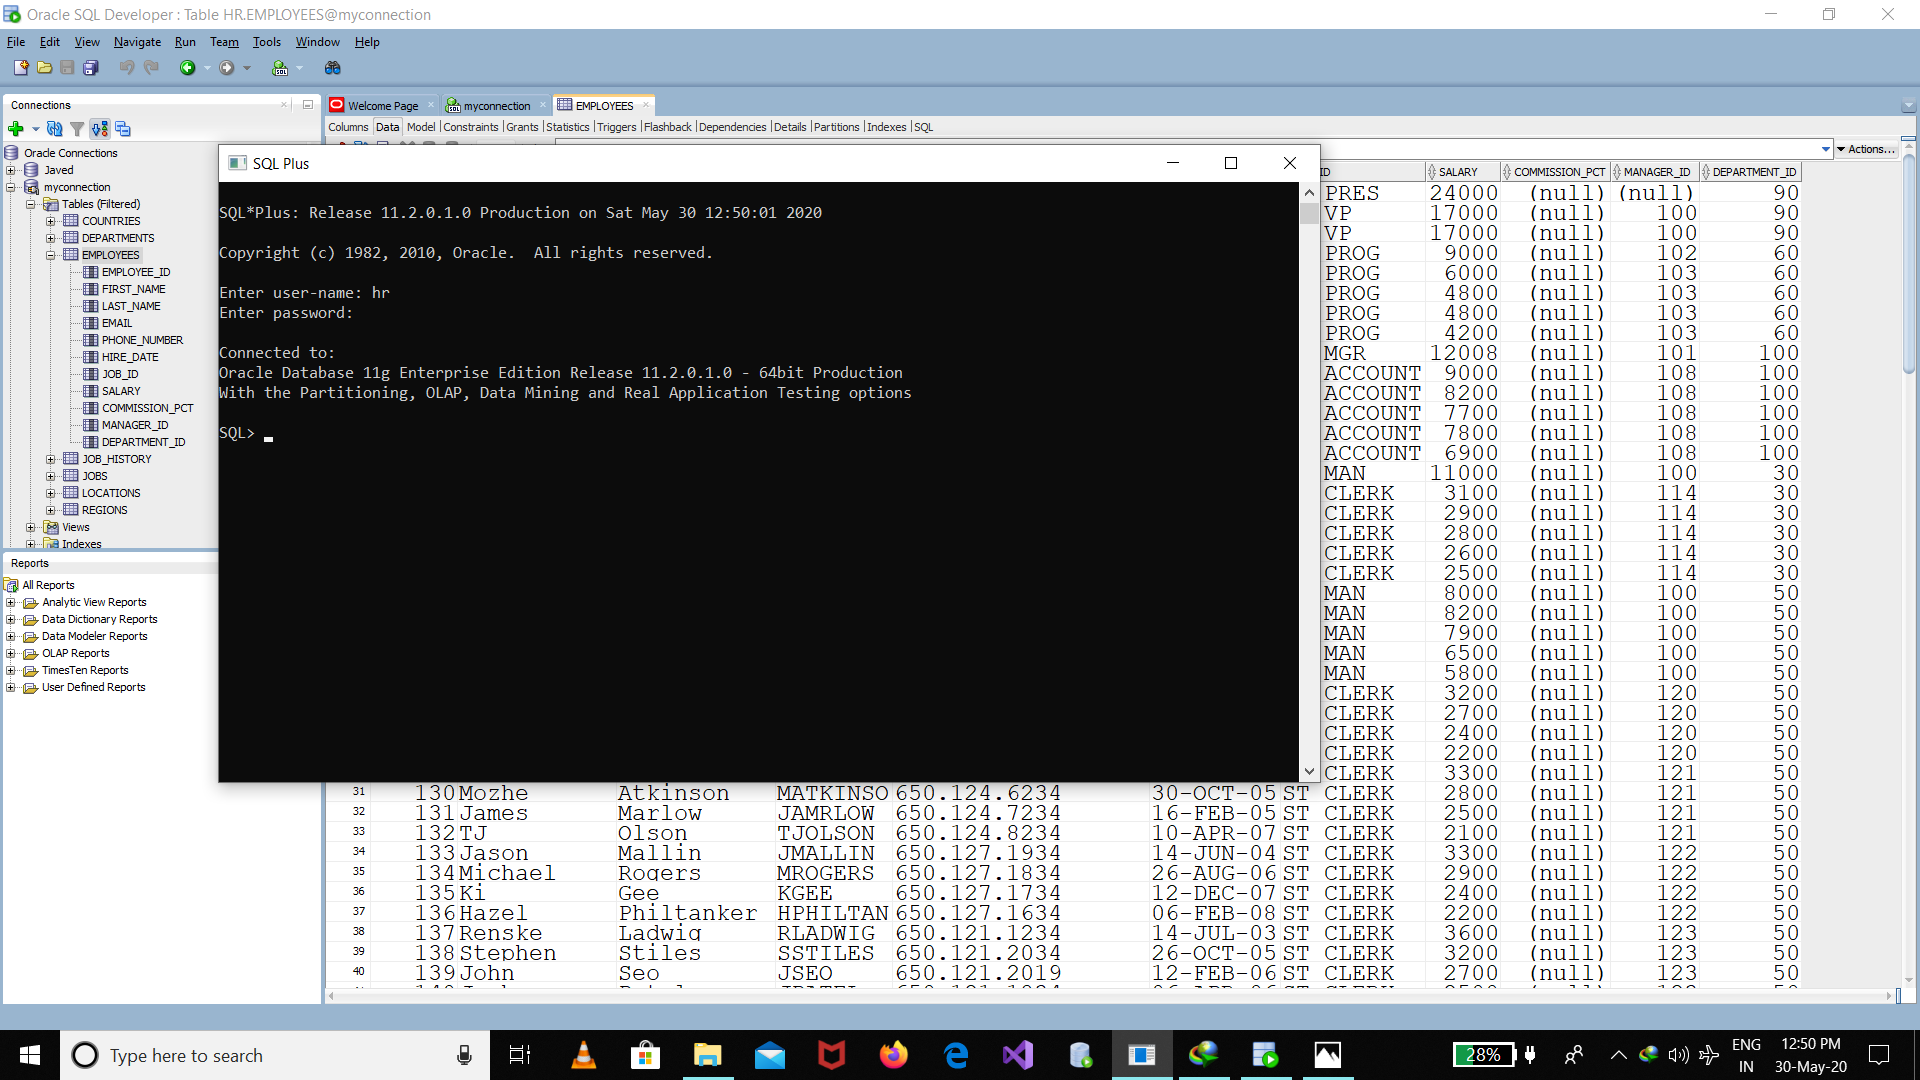 Oracle SQL Developer : Table HR.EMPLOYEES@myconnection
File Edit View Navigate Run Team Tools Window Help
Connections
Oracle Connections
Javed
myconnection
Tables (Filtered)
COUNTRIES
DEPARTMENTS
EMPLOYEES
EMPLOYEE_ID
FIRST_NAME
LAST_NAME
EMAIL
PHONE_NUMBER
HIRE_DATE
JOB_ID
SALARY
COMMISSION_PCT
MANAGER_ID
DEPARTMENT_ID
JOB_HISTORY
JOBS
LOCATIONS
REGIONS
Views
Indexes
Reports
All Reports
Analytic View Reports
Data Dictionary Reports
Data Modeler Reports
OLAP Reports
TimesTen Reports
User Defined Reports
Welcome Page myconnection EMPLOYEES
Columns Data Model Constraints Grants Statistics Triggers Flashback Dependencies Details Partitions Indexes SQL
Actions...
SQL Plus
SQL*Plus: Release 11.2.0.1.0 Production on Sat May 30 12:50:01 2020
Copyright (c) 1982, 2010, Oracle.  All rights reserved.
Enter user-name: hr
Enter password:
Connected to:
Oracle Database 11g Enterprise Edition Release 11.2.0.1.0 - 64bit Production
With the Partitioning, OLAP, Data Mining and Real Application Testing options
SQL>
ID SALARY COMMISSION_PCT MANAGER_ID DEPARTMENT_ID
PRES 24000 (null) (null) 90
VP 17000 (null) 100 90
VP 17000 (null) 100 90
PROG 9000 (null) 102 60
PROG 6000 (null) 103 60
PROG 4800 (null) 103 60
PROG 4800 (null) 103 60
PROG 4200 (null) 103 60
MGR 12008 (null) 101 100
ACCOUNT 9000 (null) 108 100
ACCOUNT 8200 (null) 108 100
ACCOUNT 7700 (null) 108 100
ACCOUNT 7800 (null) 108 100
ACCOUNT 6900 (null) 108 100
MAN 11000 (null) 100 30
CLERK 3100 (null) 114 30
CLERK 2900 (null) 114 30
CLERK 2800 (null) 114 30
CLERK 2600 (null) 114 30
CLERK 2500 (null) 114 30
MAN 8000 (null) 100 50
MAN 8200 (null) 100 50
MAN 7900 (null) 100 50
MAN 6500 (null) 100 50
MAN 5800 (null) 100 50
CLERK 3200 (null) 120 50
CLERK 2700 (null) 120 50
CLERK 2400 (null) 120 50
CLERK 2200 (null) 120 50
CLERK 3300 (null) 121 50
31 130 Mozhe Atkinson MATKINSO 650.124.6234 30-OCT-05 ST CLERK 2800 (null) 121 50
32 131 James Marlow JAMRLOW 650.124.7234 16-FEB-05 ST CLERK 2500 (null) 121 50
33 132 TJ Olson TJOLSON 650.124.8234 10-APR-07 ST CLERK 2100 (null) 121 50
34 133 Jason Mallin JMALLIN 650.127.1934 14-JUN-04 ST CLERK 3300 (null) 122 50
35 134 Michael Rogers MROGERS 650.127.1834 26-AUG-06 ST CLERK 2900 (null) 122 50
36 135 Ki Gee KGEE 650.127.1734 12-DEC-07 ST CLERK 2400 (null) 122 50
37 136 Hazel Philtanker HPHILTAN 650.127.1634 06-FEB-08 ST CLERK 2200 (null) 122 50
38 137 Renske Ladwig RLADWIG 650.121.1234 14-JUL-03 ST CLERK 3600 (null) 123 50
39 138 Stephen Stiles SSTILES 650.121.2034 26-OCT-05 ST CLERK 3200 (null) 123 50
40 139 John Seo JSEO 650.121.2019 12-FEB-06 ST CLERK 2700 (null) 123 50
Type here to search
28%
ENG
IN
12:50 PM
30-May-20